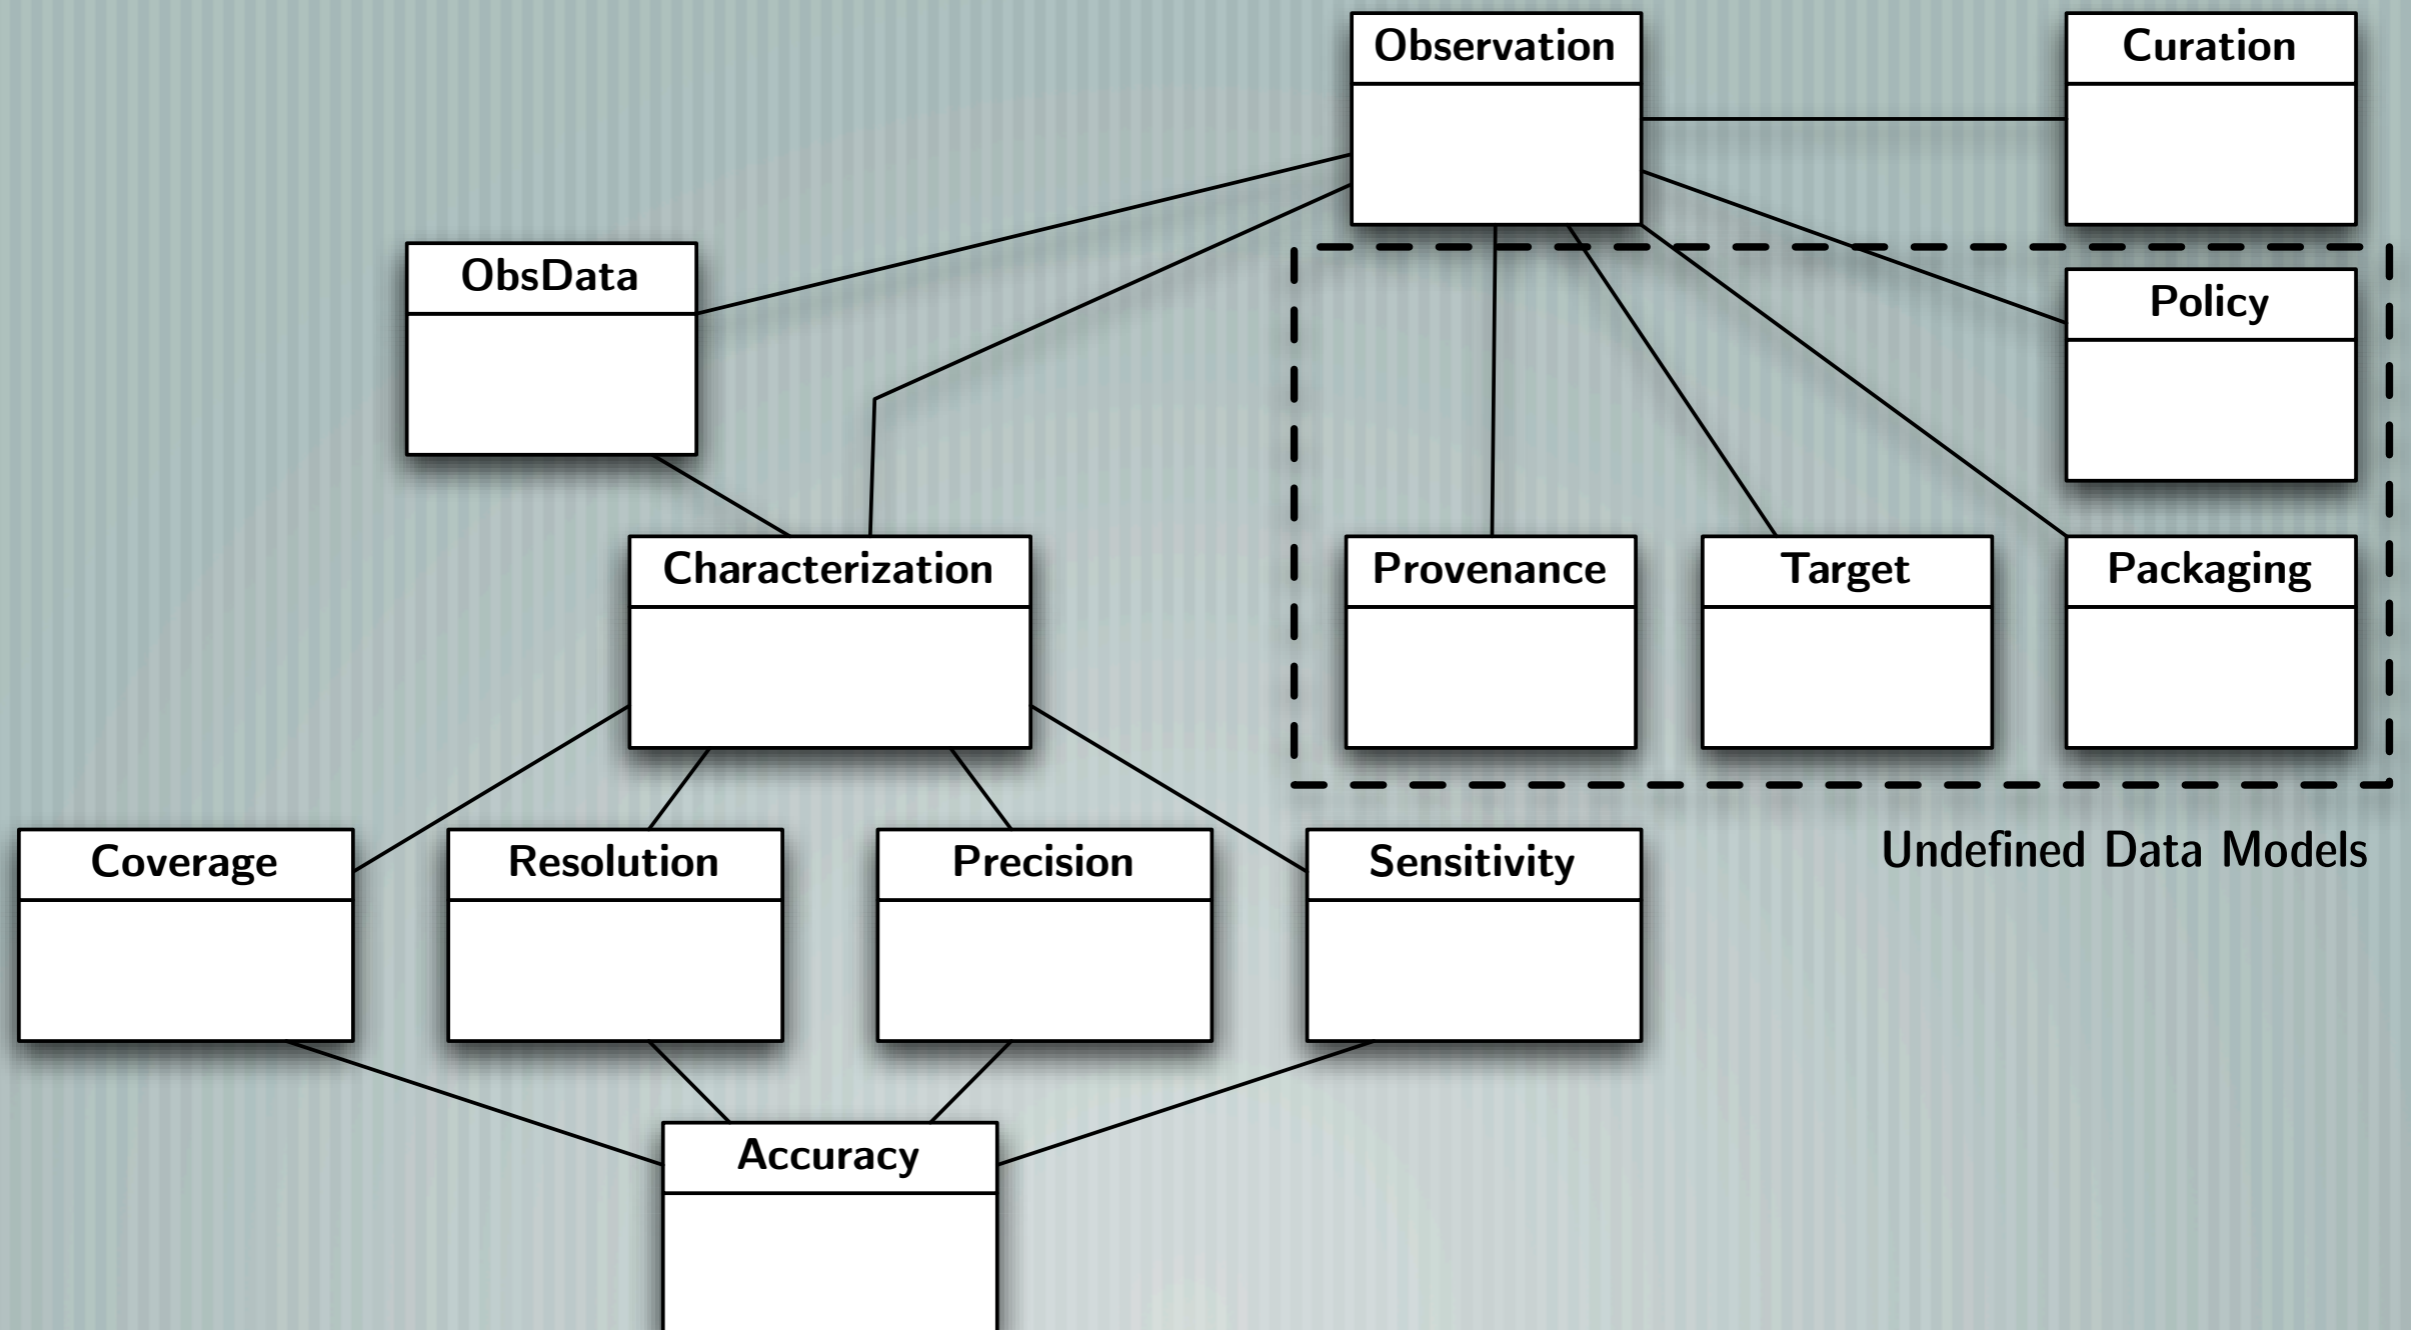 Observation
Curation
ObsData
Policy
Characterization
Provenance
Target
Packaging
Coverage
Resolution
Precision
Sensitivity
Undefined Data Models
Accuracy